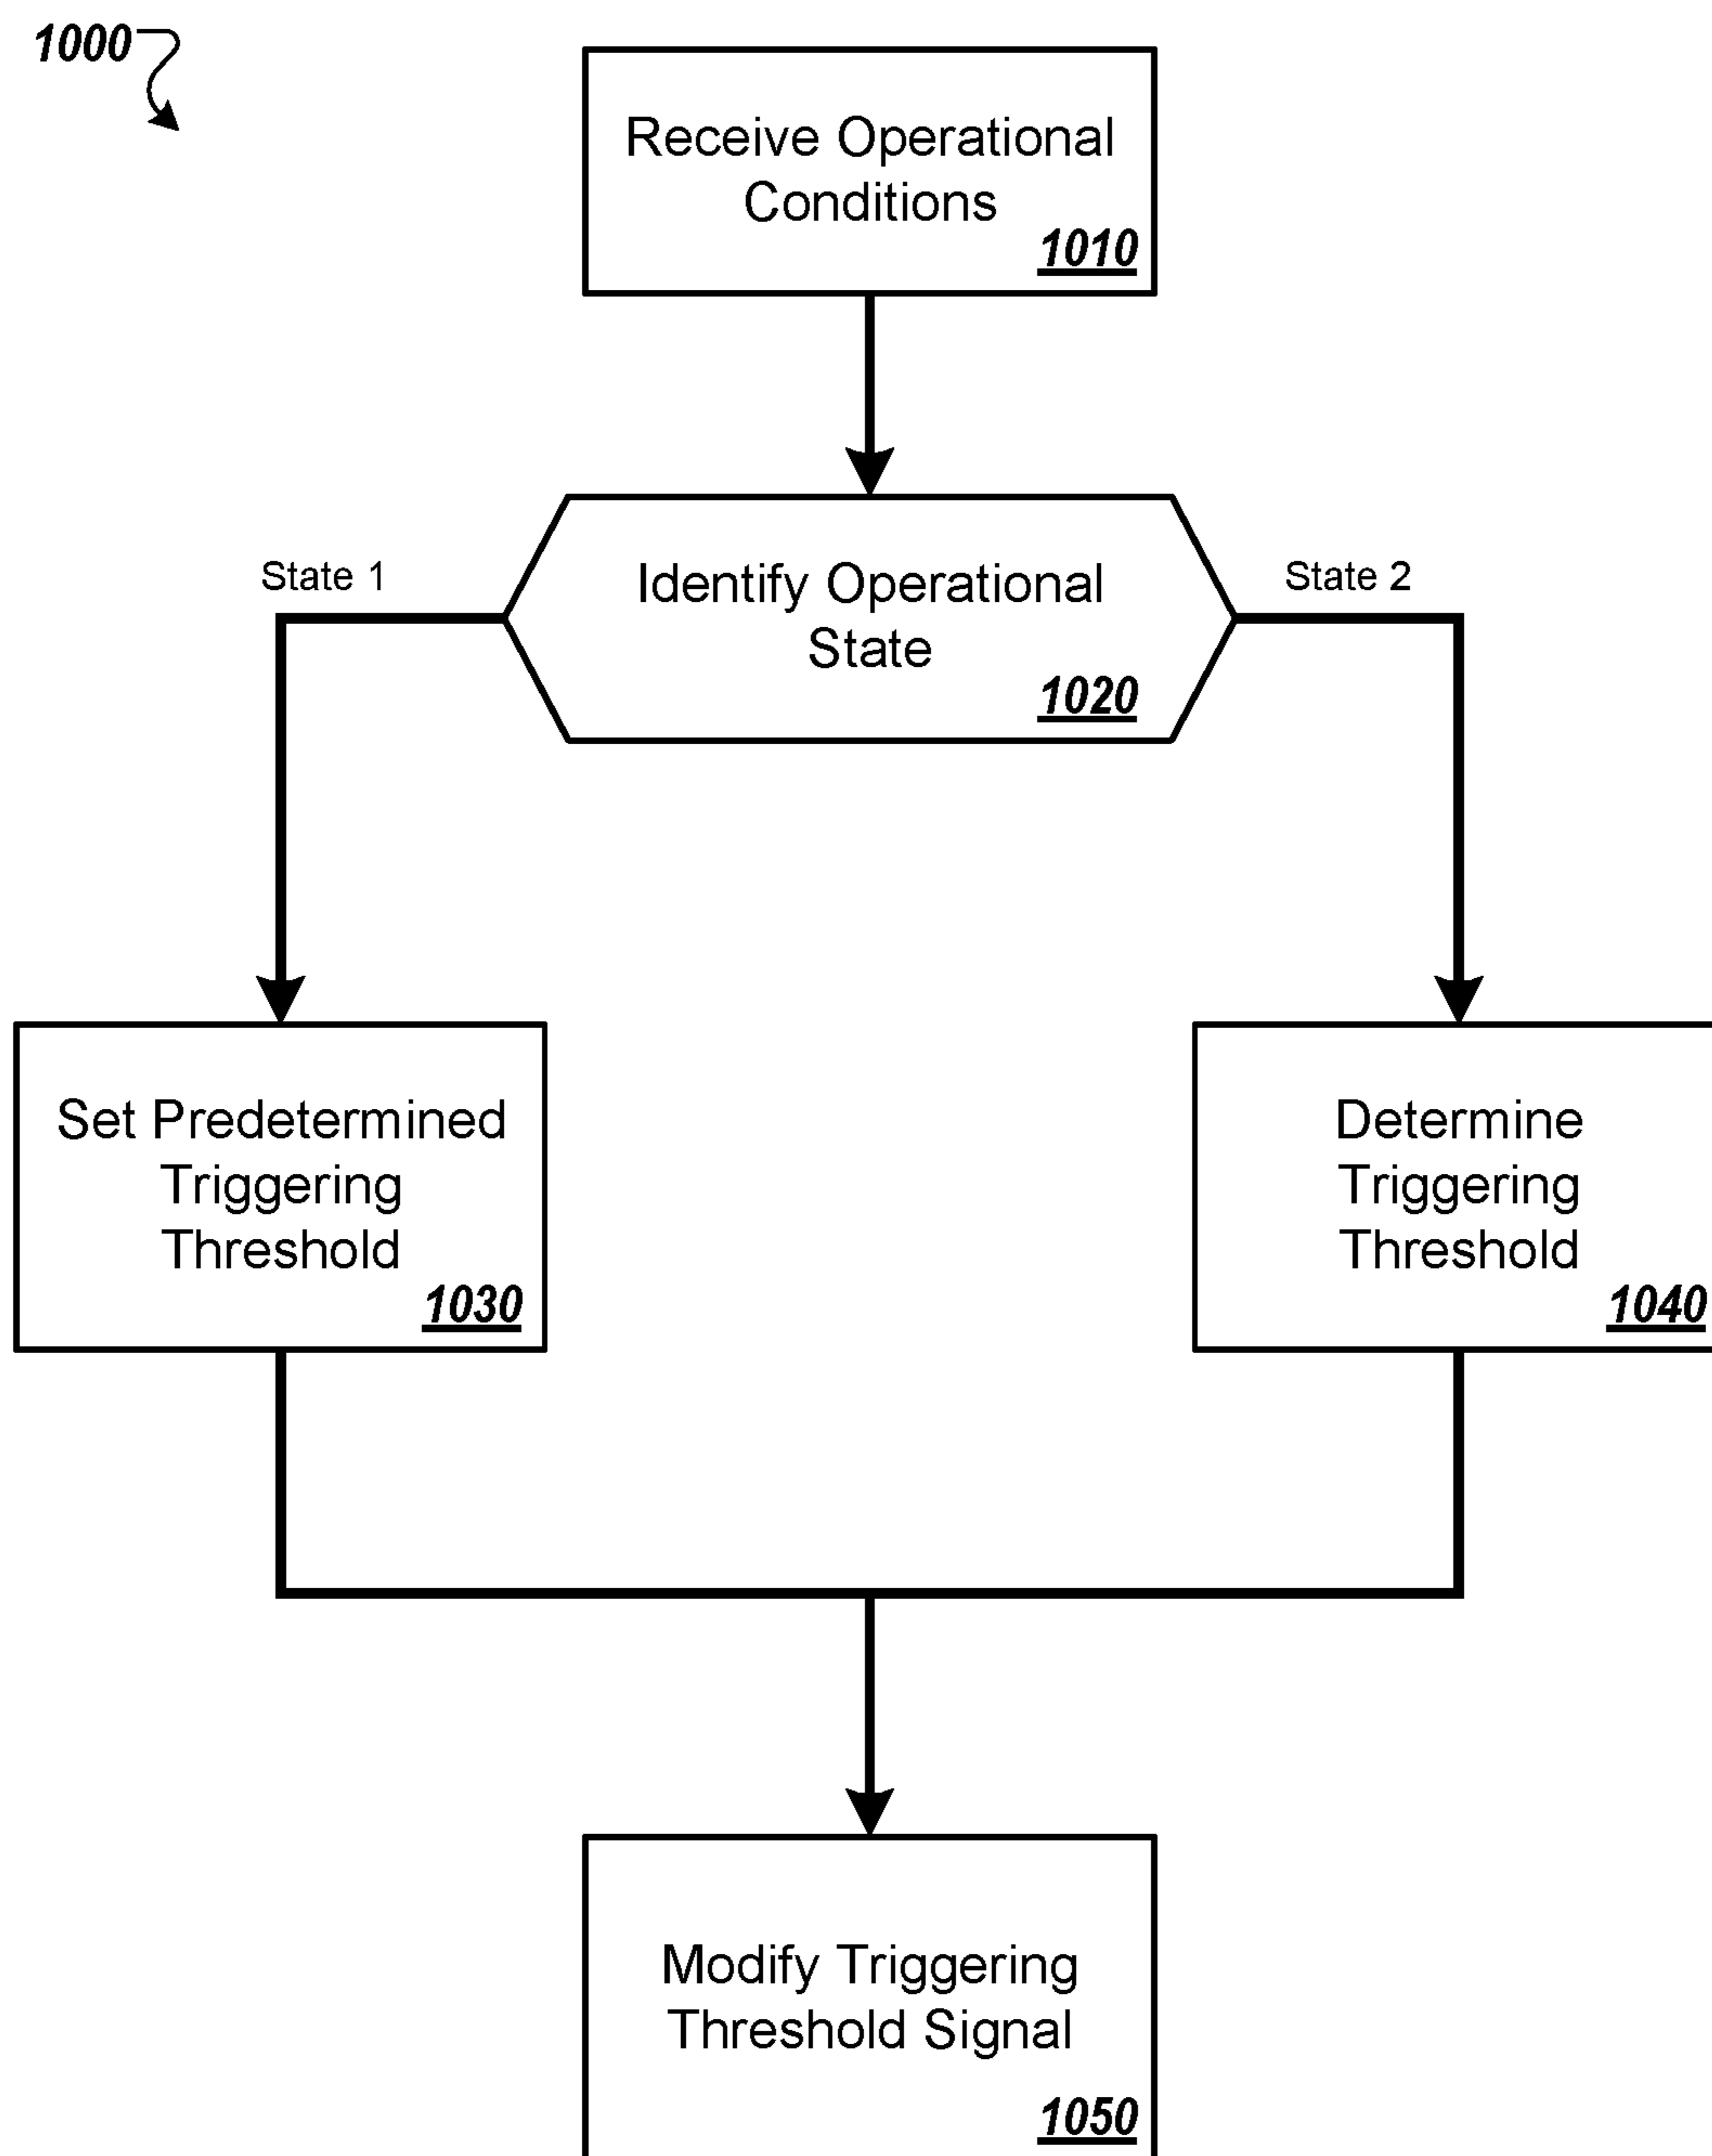 1000
Receive Operational
Conditions
1010
State 1
Identify Operational
State
1020
State 2
Set Predetermined
Triggering
Threshold
1030
Determine
Triggering
Threshold
1040
Modify Triggering
Threshold Signal
1050